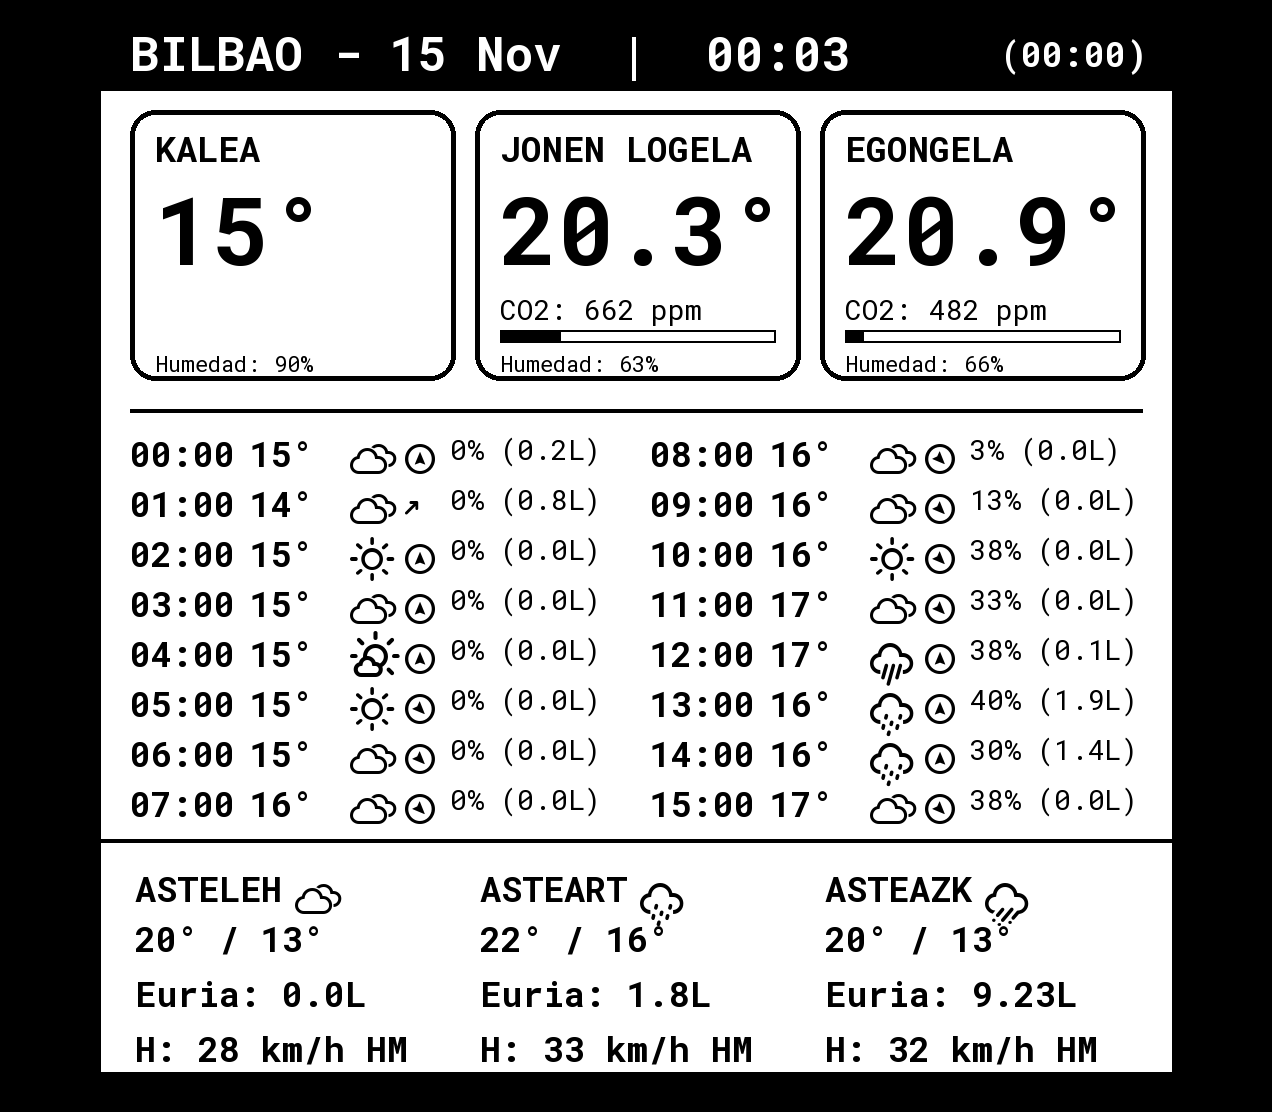 BILBAO - 15 Nov | 00:03 (00:00)
KALEA
15°
Humedad: 90%
JONEN LOGELA
20.3°
CO2: 662 ppm
Humedad: 63%
EGONGELA
20.9°
CO2: 482 ppm
Humedad: 66%
00:00 15° 0% (0.2L)
01:00 14° 0% (0.8L)
02:00 15° 0% (0.0L)
03:00 15° 0% (0.0L)
04:00 15° 0% (0.0L)
05:00 15° 0% (0.0L)
06:00 15° 0% (0.0L)
07:00 16° 0% (0.0L)
08:00 16° 3% (0.0L)
09:00 16° 13% (0.0L)
10:00 16° 38% (0.0L)
11:00 17° 33% (0.0L)
12:00 17° 38% (0.1L)
13:00 16° 40% (1.9L)
14:00 16° 30% (1.4L)
15:00 17° 38% (0.0L)
ASTELEH
20° / 13°
Euria: 0.0L
H: 28 km/h HM
ASTEART
22° / 16°
Euria: 1.8L
H: 33 km/h HM
ASTEAZK
20° / 13°
Euria: 9.23L
H: 32 km/h HM